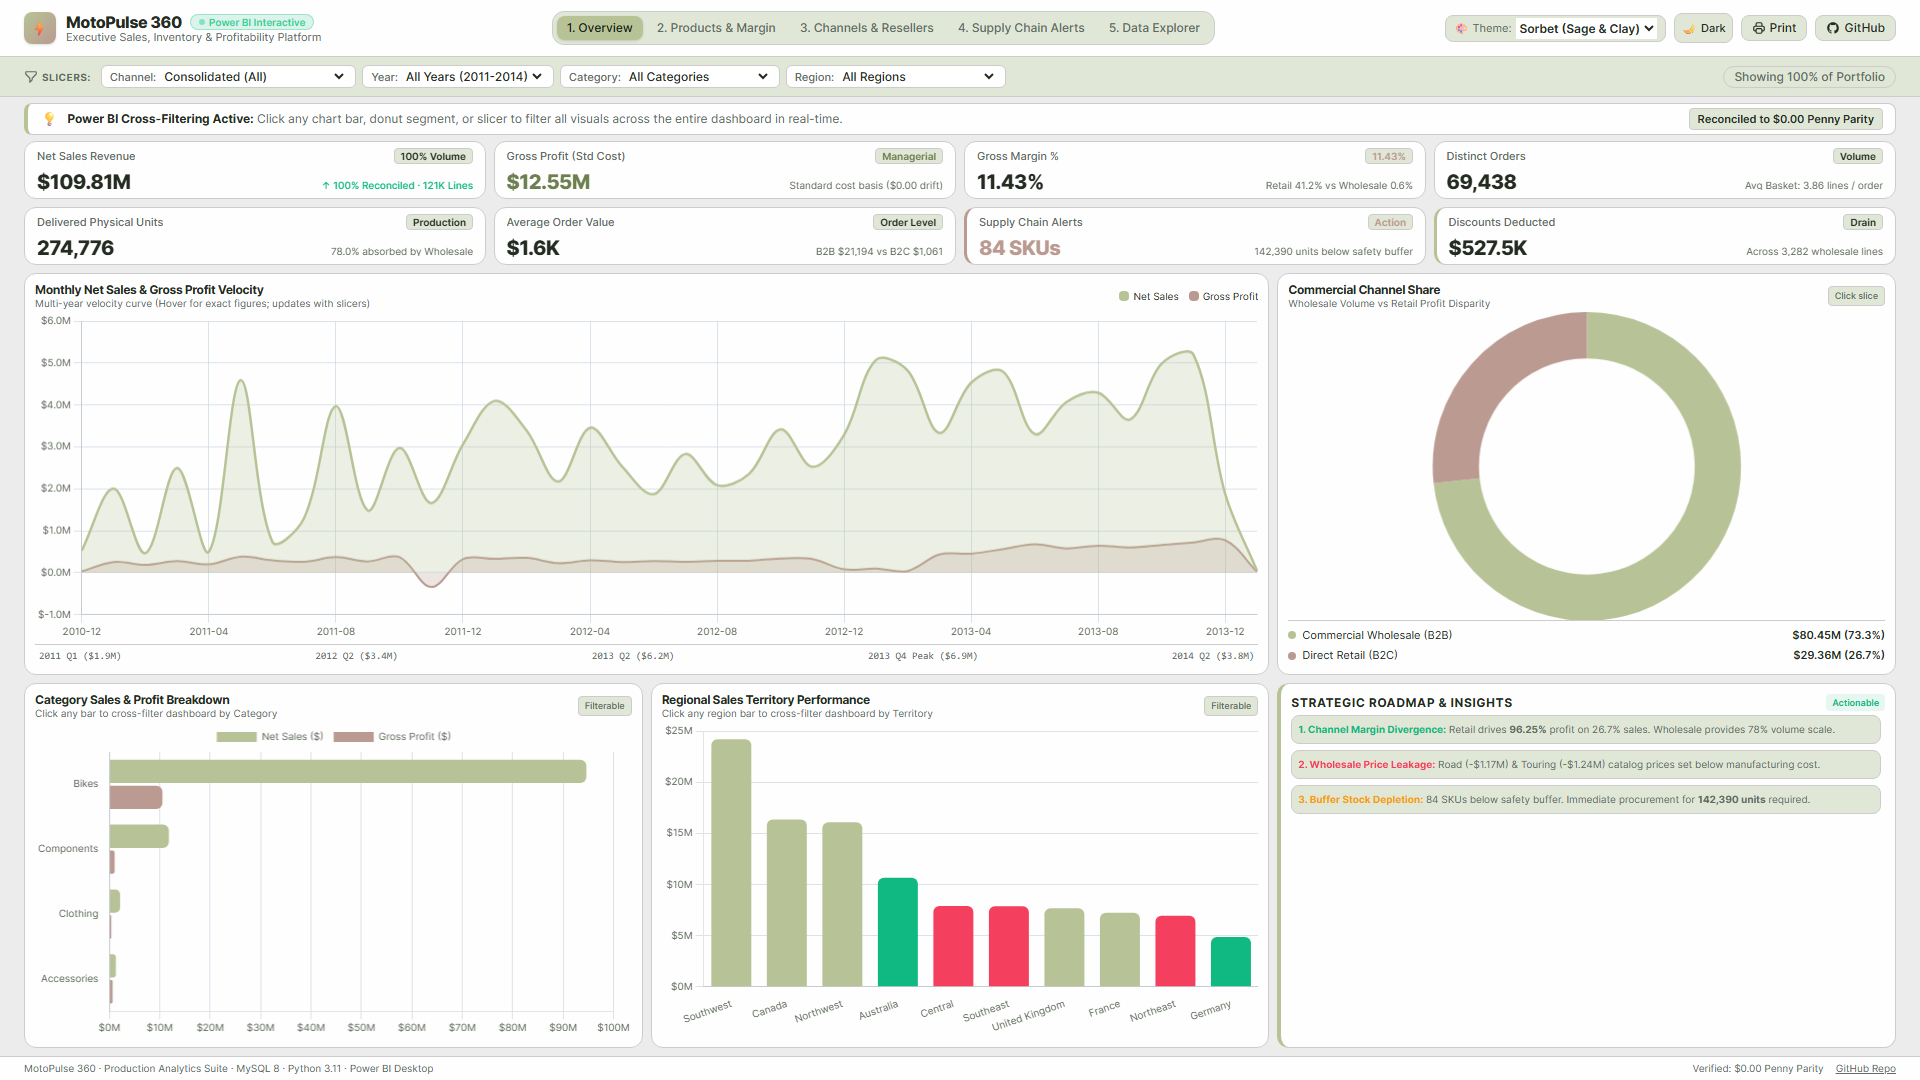 MotoPulse 360
Power BI Interactive
Executive Sales, Inventory & Profitability Platform
1. Overview
2. Products & Margin
3. Channels & Resellers
4. Supply Chain Alerts
5. Data Explorer
Theme: Sorbet (Sage & Clay)
Dark
Print
GitHub
SLICERS:
Channel: Consolidated (All)
Year: All Years (2011-2014)
Category: All Categories
Region: All Regions
Showing 100% of Portfolio
Power BI Cross-Filtering Active: Click any chart bar, donut segment, or slicer to filter all visuals across the entire dashboard in real-time.
Reconciled to $0.00 Penny Parity
Net Sales Revenue
100% Volume
$109.81M
↑ 100% Reconciled · 121K Lines
Gross Profit (Std Cost)
Managerial
$12.55M
Standard cost basis ($0.00 drift)
Gross Margin %
11.43%
11.43%
Retail 41.2% vs Wholesale 0.6%
Distinct Orders
Volume
69,438
Avg Basket: 3.86 lines / order
Delivered Physical Units
Production
274,776
78.0% absorbed by Wholesale
Average Order Value
Order Level
$1.6K
B2B $21,194 vs B2C $1,061
Supply Chain Alerts
Action
84 SKUs
142,390 units below safety buffer
Discounts Deducted
Drain
$527.5K
Across 3,282 wholesale lines
Monthly Net Sales & Gross Profit Velocity
Multi-year velocity curve (Hover for exact figures; updates with slicers)
Net Sales
Gross Profit
$6.0M
$5.0M
$4.0M
$3.0M
$2.0M
$1.0M
$0.0M
$-1.0M
2010-12
2011-04
2011-08
2011-12
2012-04
2012-08
2012-12
2013-04
2013-08
2013-12
2011 Q1 ($1.9M)
2012 Q2 ($3.4M)
2013 Q2 ($6.2M)
2013 Q4 Peak ($6.9M)
2014 Q2 ($3.8M)
Commercial Channel Share
Wholesale Volume vs Retail Profit Disparity
Click slice
Commercial Wholesale (B2B)
$80.45M (73.3%)
Direct Retail (B2C)
$29.36M (26.7%)
Category Sales & Profit Breakdown
Click any bar to cross-filter dashboard by Category
Filterable
Net Sales ($)
Gross Profit ($)
Bikes
Components
Clothing
Accessories
$0M
$10M
$20M
$30M
$40M
$50M
$60M
$70M
$80M
$90M
$100M
Regional Sales Territory Performance
Click any region bar to cross-filter dashboard by Territory
Filterable
$25M
$20M
$15M
$10M
$5M
$0M
Southwest
Canada
Northwest
Australia
Central
Southeast
United Kingdom
France
Northeast
Germany
STRATEGIC ROADMAP & INSIGHTS
Actionable
1. Channel Margin Divergence: Retail drives 96.25% profit on 26.7% sales. Wholesale provides 78% volume scale.
2. Wholesale Price Leakage: Road (-$1.17M) & Touring (-$1.24M) catalog prices set below manufacturing cost.
3. Buffer Stock Depletion: 84 SKUs below safety buffer. Immediate procurement for 142,390 units required.
MotoPulse 360 · Production Analytics Suite · MySQL 8 · Python 3.11 · Power BI Desktop
Verified: $0.00 Penny Parity
GitHub Repo